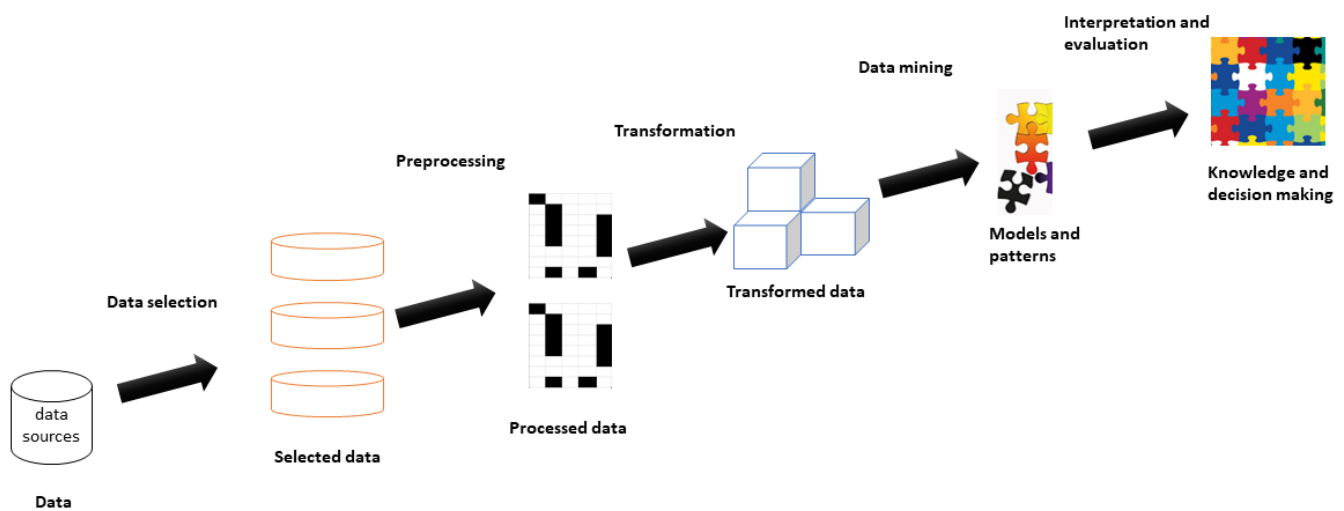 data
sources
Data
Data selection
Selected data
Preprocessing
Processed data
Transformation
Transformed data
Data mining
Models and
patterns
Interpretation and
evaluation
Knowledge and
decision making